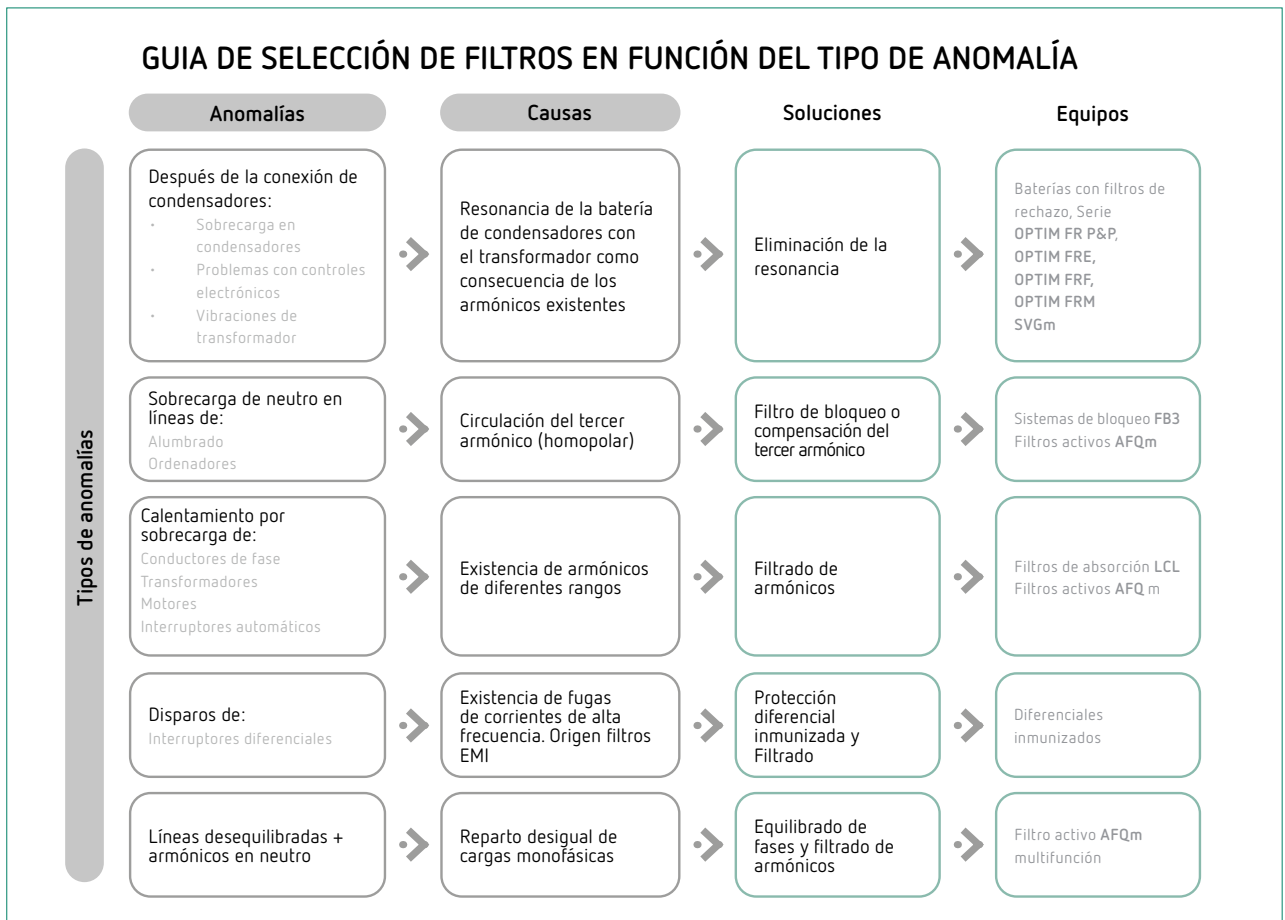 GUIA DE SELECCIÓN DE FILTROS EN FUNCIÓN DEL TIPO DE ANOMALÍA
Anomalías
Causas
Soluciones
Equipos
Tipos de anomalías
Después de la conexión de
condensadores:
• Sobrecarga en
condensadores
• Problemas con controles
electrónicos
• Vibraciones de
transformador
Resonancia de la batería
de condensadores con
el transformador como
consecuencia de los
armónicos existentes
Eliminación de la
resonancia
Baterías con filtros de
rechazo, Serie
OPTIM FR P&P,
OPTIM FRE,
OPTIM FRF,
OPTIM FRM
SVGm
Sobrecarga de neutro en
líneas de:
Alumbrado
Ordenadores
Circulación del tercer
armónico (homopolar)
Filtro de bloqueo o
compensación del
tercer armónico
Sistemas de bloqueo FB3
Filtros activos AFQm
Calentamiento por
sobrecarga de:
Conductores de fase
Transformadores
Motores
Interruptores automáticos
Existencia de armónicos
de diferentes rangos
Filtrado de
armónicos
Filtros de absorción LCL
Filtros activos AFQ m
Disparos de:
Interruptores diferenciales
Existencia de fugas
de corrientes de alta
frecuencia. Origen filtros
EMI
Protección
diferencial
inmunizada y
Filtrado
Diferenciales
inmunizados
Líneas desequilibradas +
armónicos en neutro
Reparto desigual de
cargas monofásicas
Equilibrado de
fases y filtrado de
armónicos
Filtro activo AFQm
multifunción